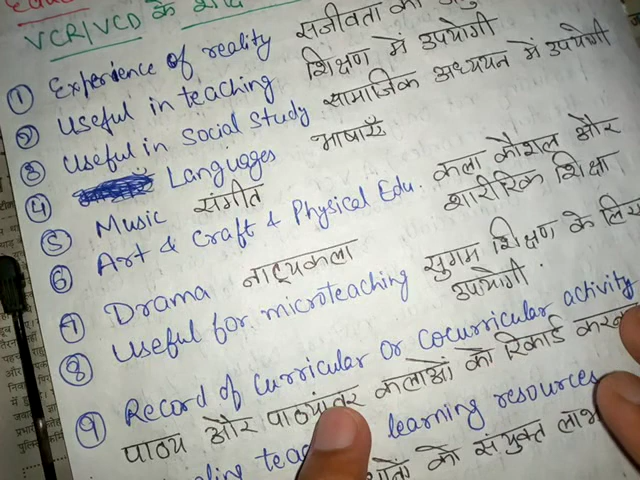 VCR/VCD के
① Experience of reality सजीवता का
② Useful in teaching शिक्षण में उपयोगी
③ Useful in Social Study सामाजिक अध्ययन में उपयोगी
④ Languages भाषाएँ
⑤ Music संगीत
⑥ Art & Craft & Physical Edu. कला कौशल और
शारीरिक शिक्षा
⑦ Drama नाट्यकला
⑧ Useful for microteaching सुगम शिक्षण के लिए
उपयोगी.
⑨ Record of Curricular or Cocurricular activity
पाठ्य और पाठ्यांतर कलाओं को रिकार्ड करना
learning resources
को संयुक्त लाभ